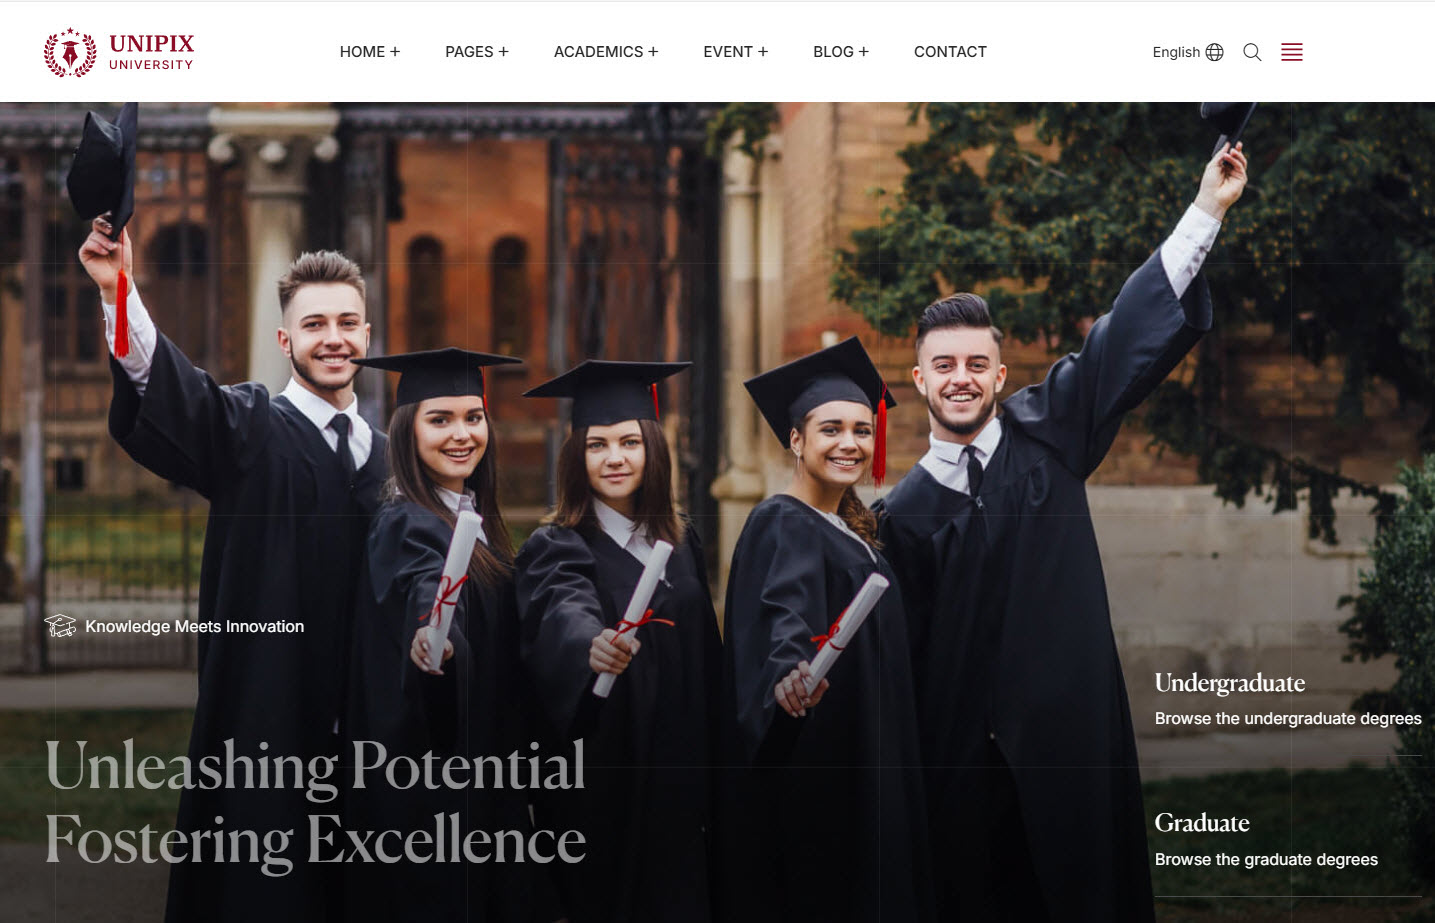 UNIPIX
UNIVERSITY
HOME +
PAGES +
ACADEMICS +
EVENT +
BLOG +
CONTACT
English
Knowledge Meets Innovation
Unleashing Potential
Fostering Excellence
Undergraduate
Browse the undergraduate degrees
Graduate
Browse the graduate degrees